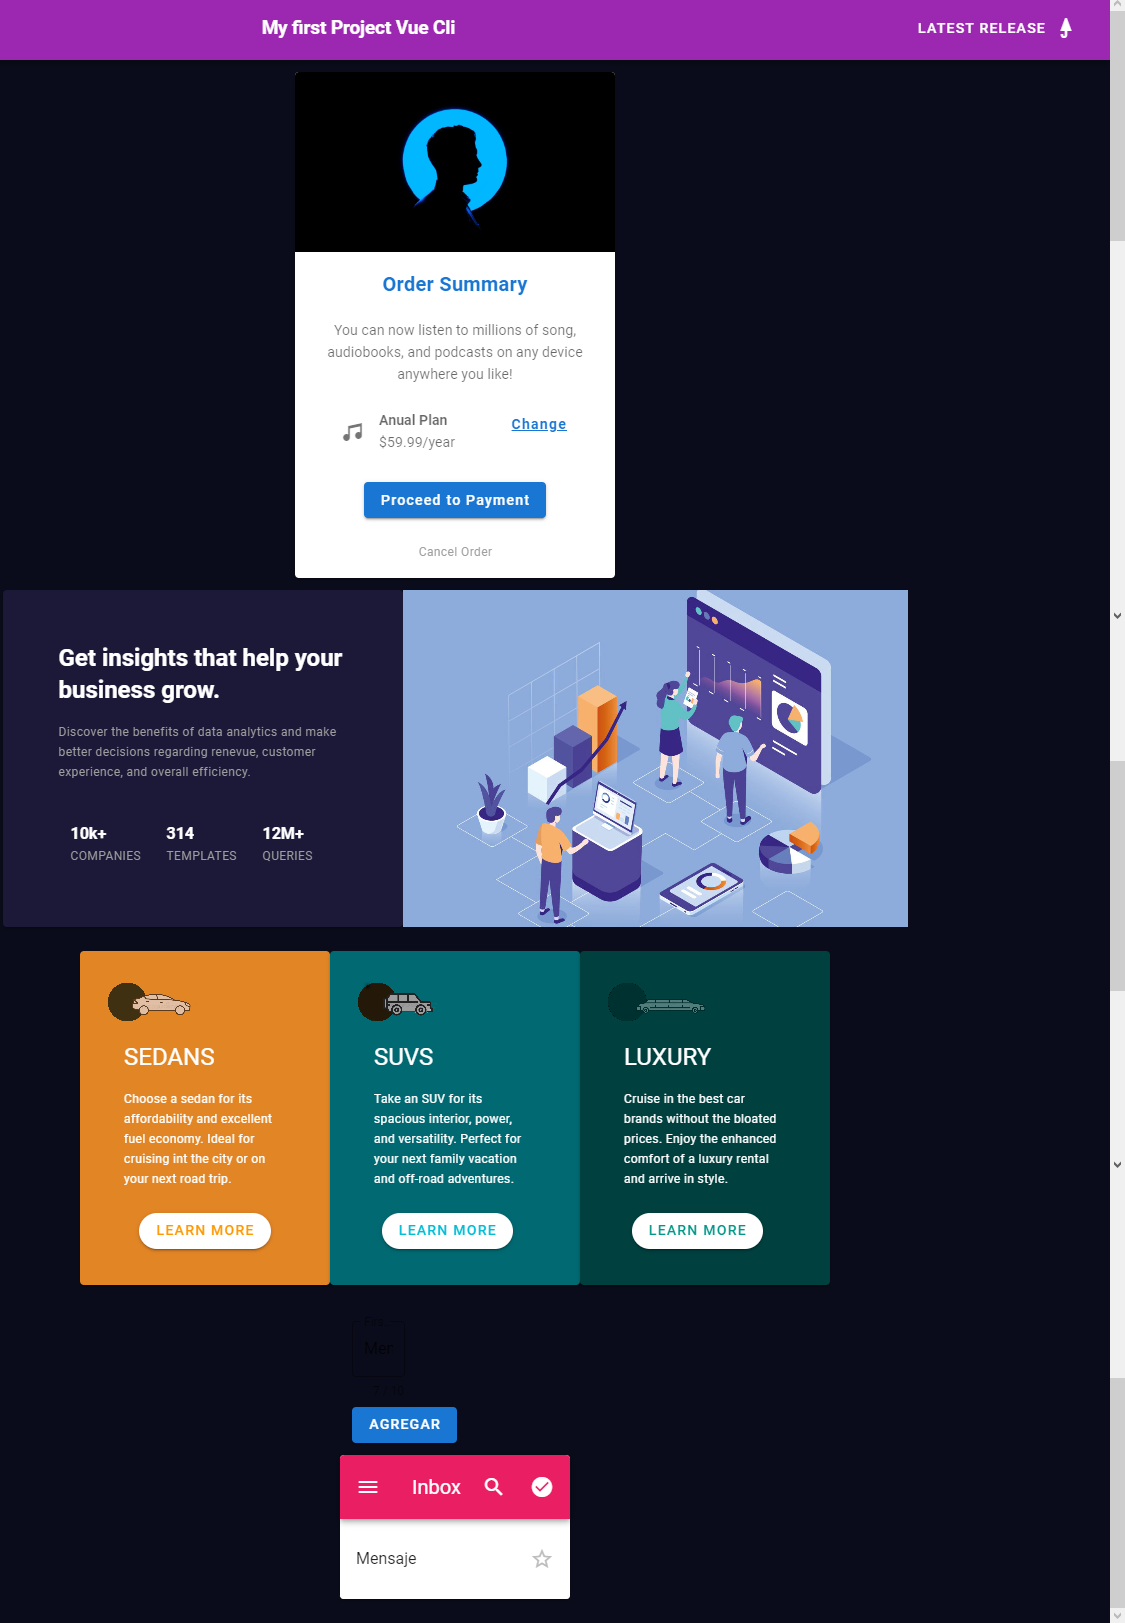 My first Project Vue Cli
LATEST RELEASE
Order Summary
You can now listen to millions of song,
audiobooks, and podcasts on any device
anywhere you like!
Anual Plan
$59.99/year
Change
Proceed to Payment
Cancel Order
Get insights that help your
business grow.
Discover the benefits of data analytics and make
better decisions regarding renevue, customer
experience, and overall efficiency.
10k+ 314 12M+
COMPANIES TEMPLATES QUERIES
SEDANS
Choose a sedan for its
affordability and excellent
fuel economy. Ideal for
cruising int the city or on
your next road trip.
LEARN MORE
SUVS
Take an SUV for its
spacious interior, power,
and versatility. Perfect for
your next family vacation
and off-road adventures.
LEARN MORE
LUXURY
Cruise in the best car
brands without the bloated
prices. Enjoy the enhanced
comfort of a luxury rental
and arrive in style.
LEARN MORE
AGREGAR
Inbox
Mensaje